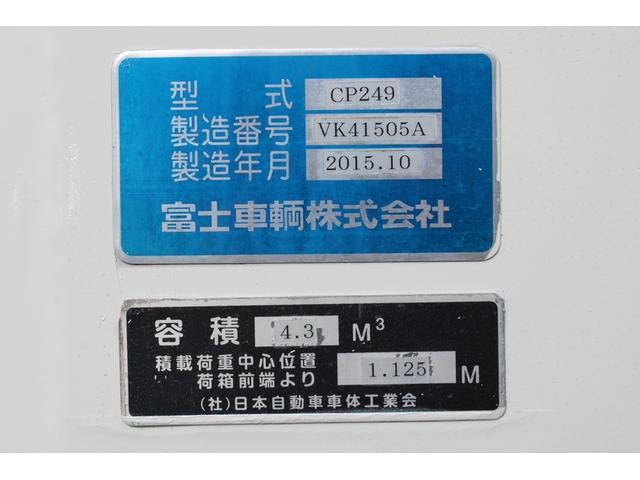 型 式 CP249
製造番号 VK41505A
製造年月 2015.10
富士車輌株式会社
容積 4.3 M³
積載荷重中心位置
荷箱前端より 1.125 M
(社)日本自動車車体工業会